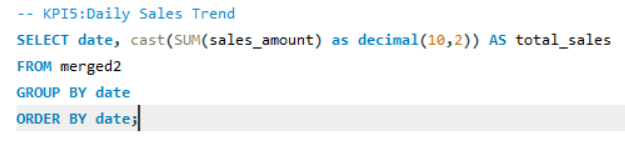 -- KPI5:Daily Sales Trend
SELECT date, cast(SUM(sales_amount) as decimal(10,2)) AS total_sales
FROM merged2
GROUP BY date
ORDER BY date;